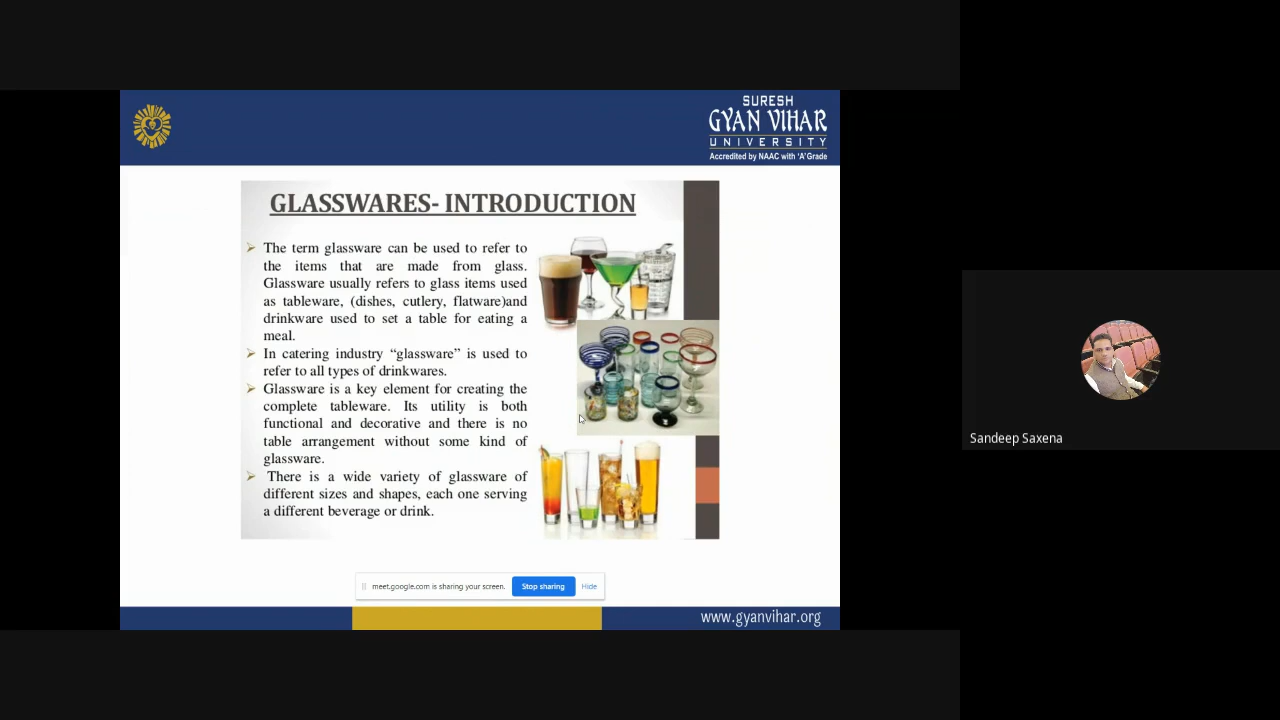 SURESH
GYAN VIHAR
UNIVERSITY
Accredited by NAAC with 'A' Grade
GLASSWARES- INTRODUCTION
The term glassware can be used to refer to
the items that are made from glass.
Glassware usually refers to glass items used
as tableware, (dishes, cutlery, flatware)and
drinkware used to set a table for eating a
meal.
In catering industry “glassware” is used to
refer to all types of drinkwares.
Glassware is a key element for creating the
complete tableware. Its utility is both
functional and decorative and there is no
table arrangement without some kind of
glassware.
There is a wide variety of glassware of
different sizes and shapes, each one serving
a different beverage or drink.
Sandeep Saxena
meet.google.com is sharing your screen. Stop sharing Hide
www.gyanvihar.org